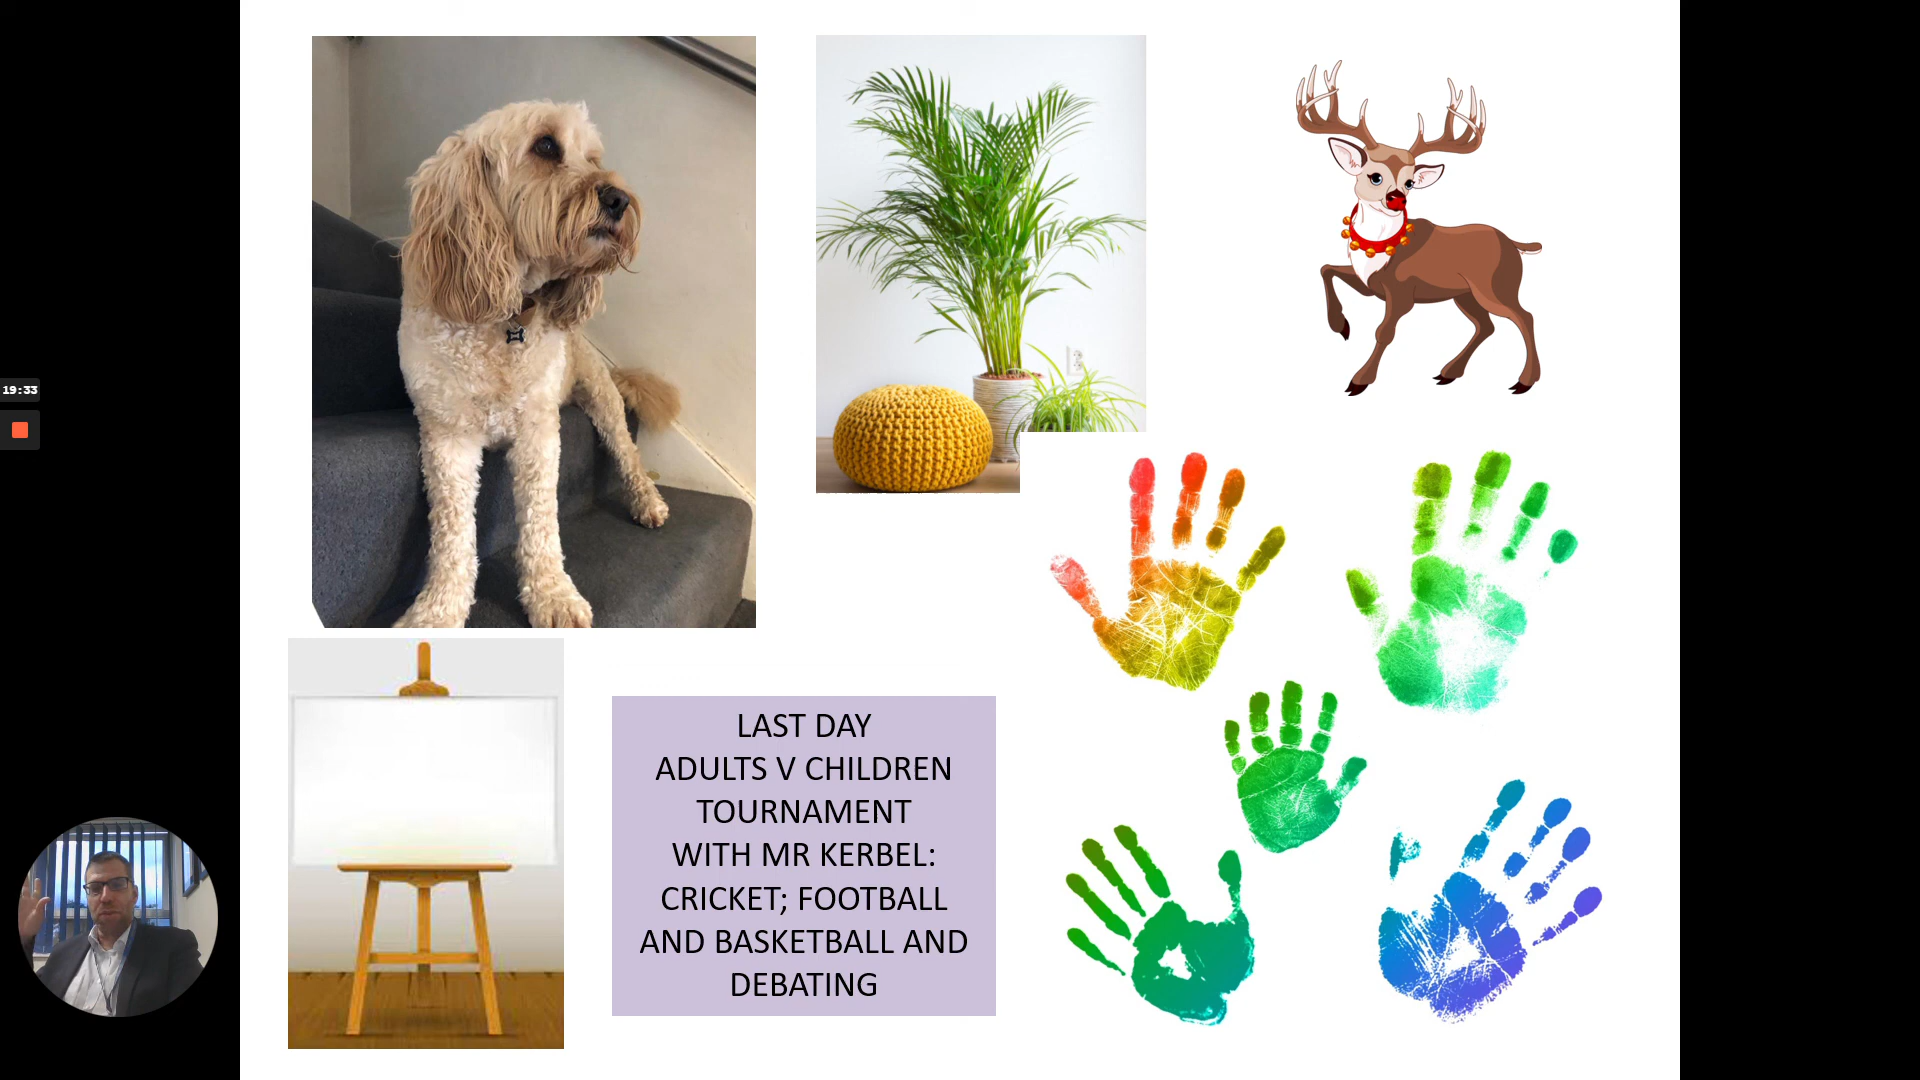 19:33
LAST DAY
ADULTS V CHILDREN
TOURNAMENT
WITH MR KERBEL:
CRICKET; FOOTBALL
AND BASKETBALL AND
DEBATING